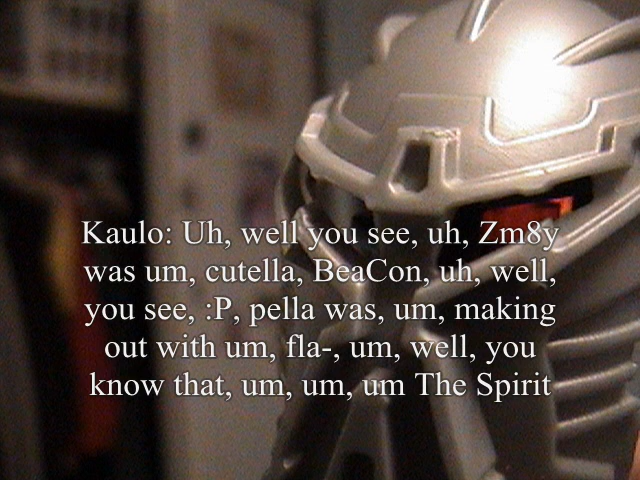 Kaulo: Uh, well you see, uh, Zm8y
was um, cutella, BeaCon, uh, well,
you see, :P, pella was, um, making
out with um, fla-, um, well, you
know that, um, um, um The Spirit